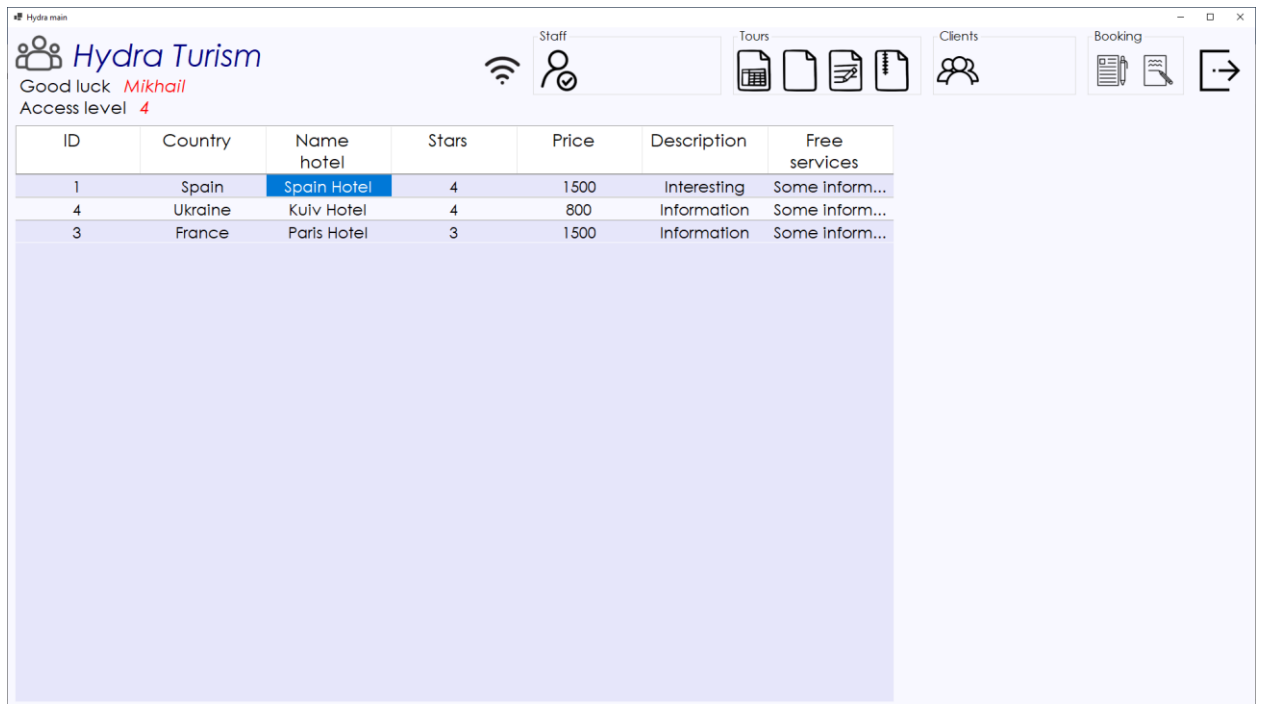 Hydra main
Hydra Turism
Good luck Mikhail
Access level 4
Staff
Tours
Clients
Booking
ID Country Name hotel Stars Price Description Free services
1 Spain Spain Hotel 4 1500 Interesting Some inform...
4 Ukraine Kuiv Hotel 4 800 Information Some inform...
3 France Paris Hotel 3 1500 Information Some inform...